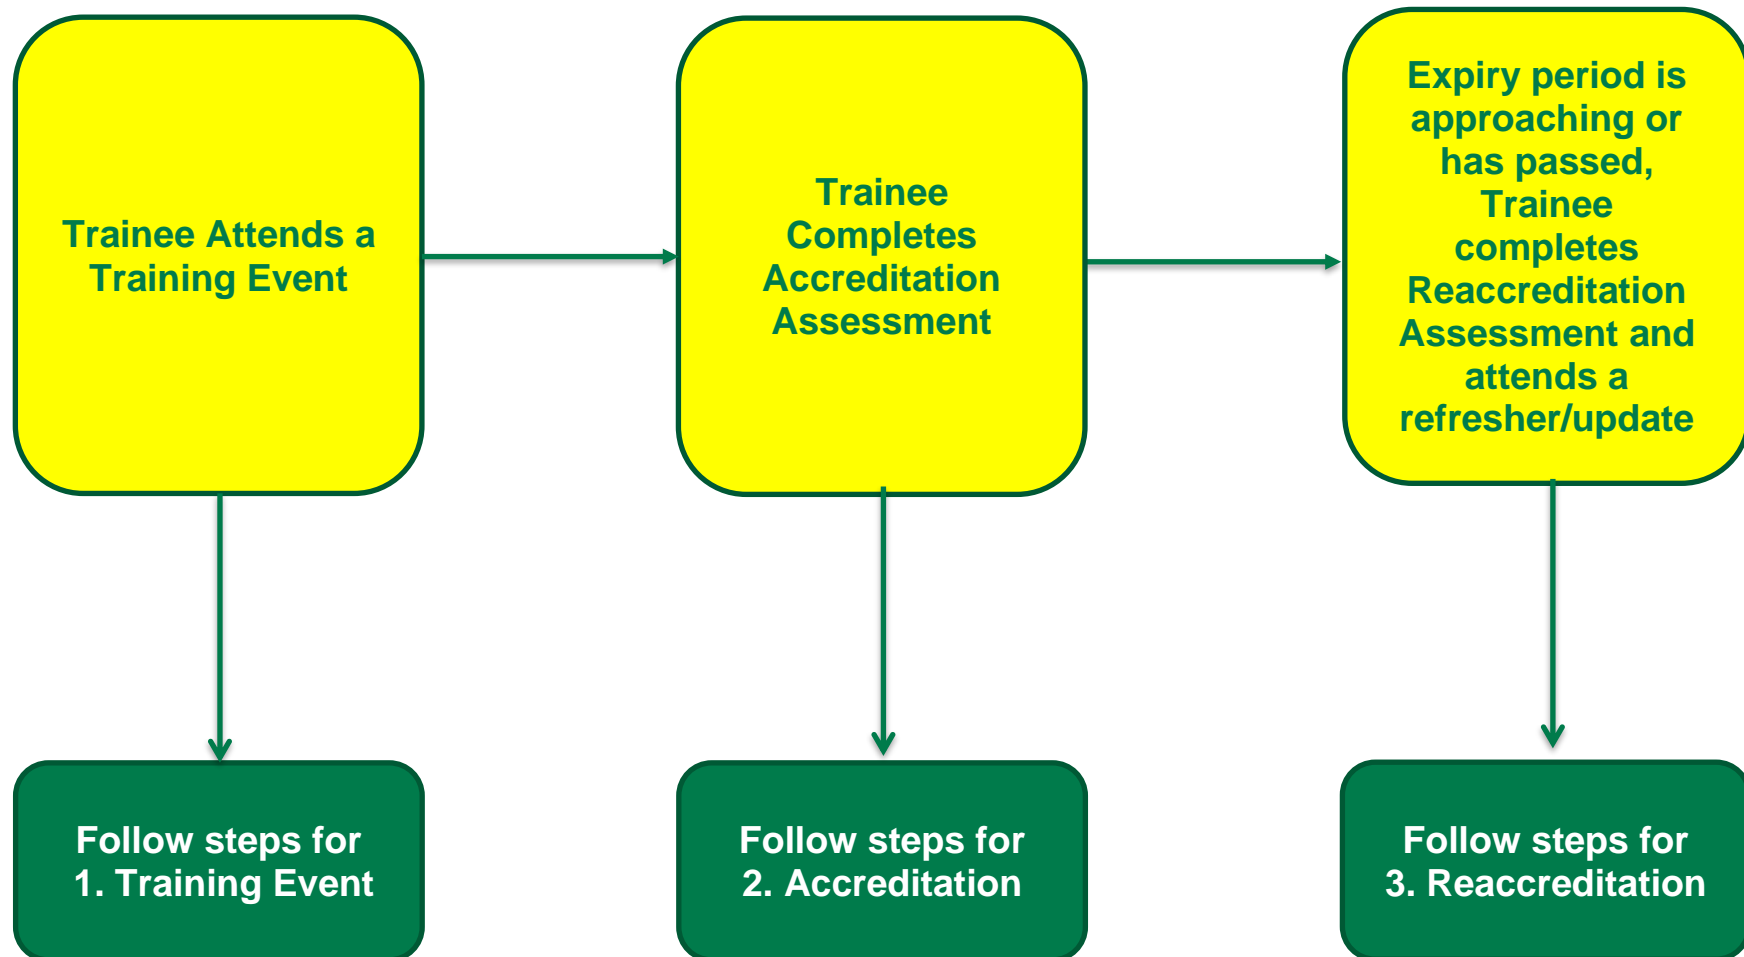 Trainee Attends a
Training Event
Trainee
Completes
Accreditation
Assessment
Expiry period is
approaching or
has passed,
Trainee
completes
Reaccreditation
Assessment and
attends a
refresher/update
Follow steps for
1. Training Event
Follow steps for
2. Accreditation
Follow steps for
3. Reaccreditation